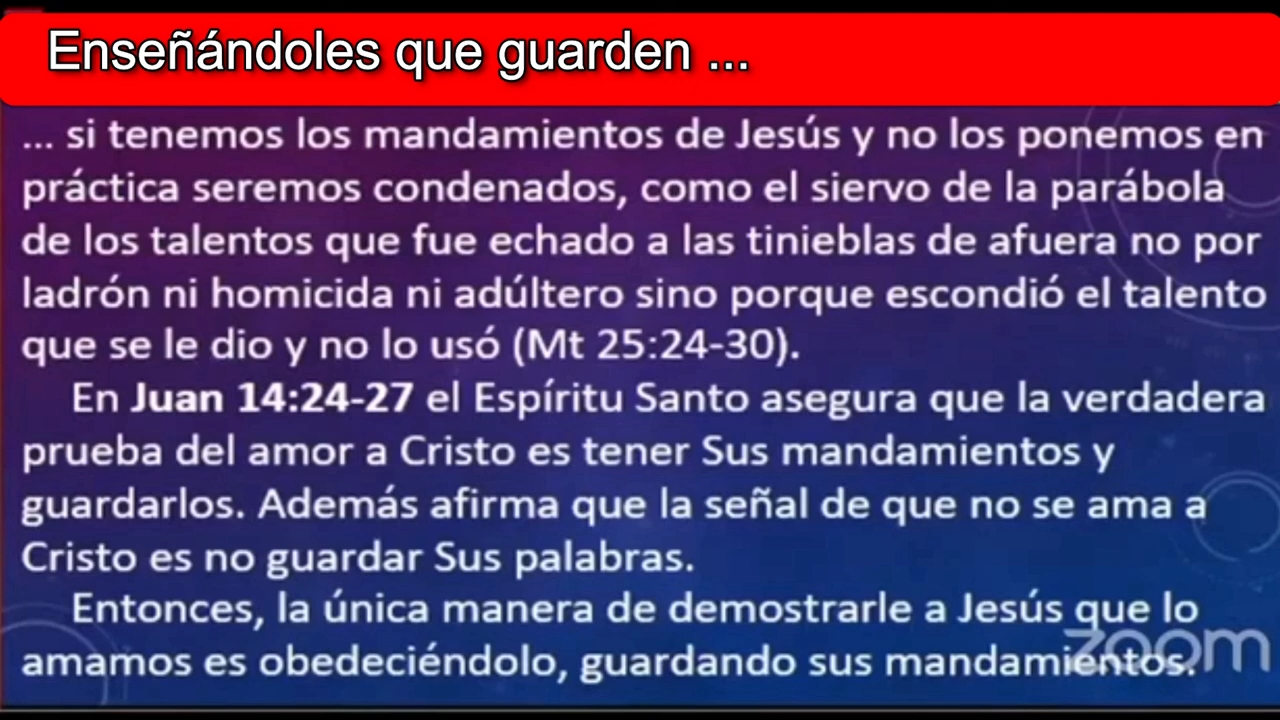 Enseñándoles que guarden ...
... si tenemos los mandamientos de Jesús y no los ponemos en
práctica seremos condenados, como el siervo de la parábola
de los talentos que fue echado a las tinieblas de afuera no por
ladrón ni homicida ni adúltero sino porque escondió el talento
que se le dio y no lo usó (Mt 25:24-30).
En Juan 14:24-27 el Espíritu Santo asegura que la verdadera
prueba del amor a Cristo es tener Sus mandamientos y
guardarlos. Además afirma que la señal de que no se ama a
Cristo es no guardar Sus palabras.
Entonces, la única manera de demostrarle a Jesús que lo
amamos es obedeciéndolo, guardando sus mandamientos.
zoom